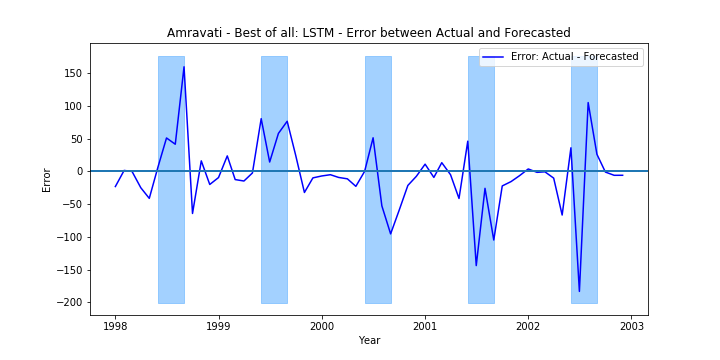 Amravati - Best of all: LSTM - Error between Actual and Forecasted
Error: Actual - Forecasted
150
100
50
0
−50
−100
−150
−200
Error
1998 1999 2000 2001 2002 2003
Year